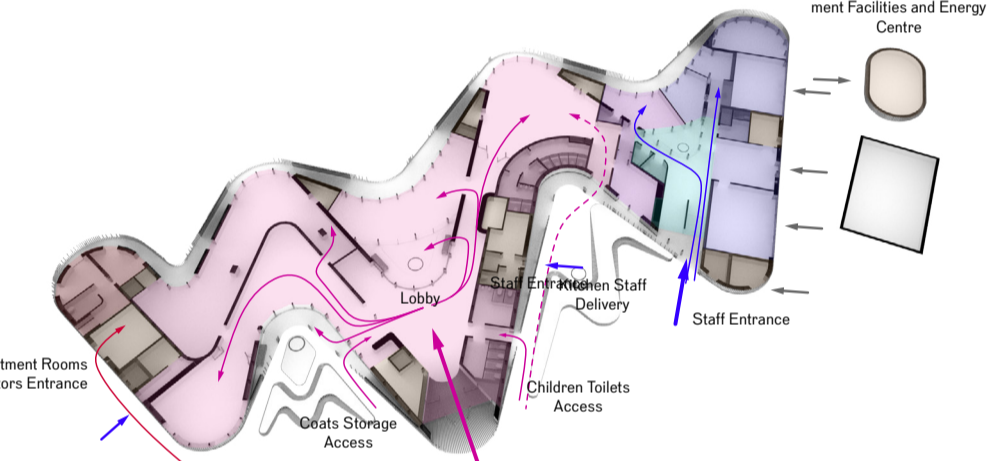 ment Facilities and Energy
Centre
Lobby
Staff Entrance
Kitchen Staff
Delivery
Staff Entrance
tment Rooms
tors Entrance
Children Toilets
Access
Coats Storage
Access